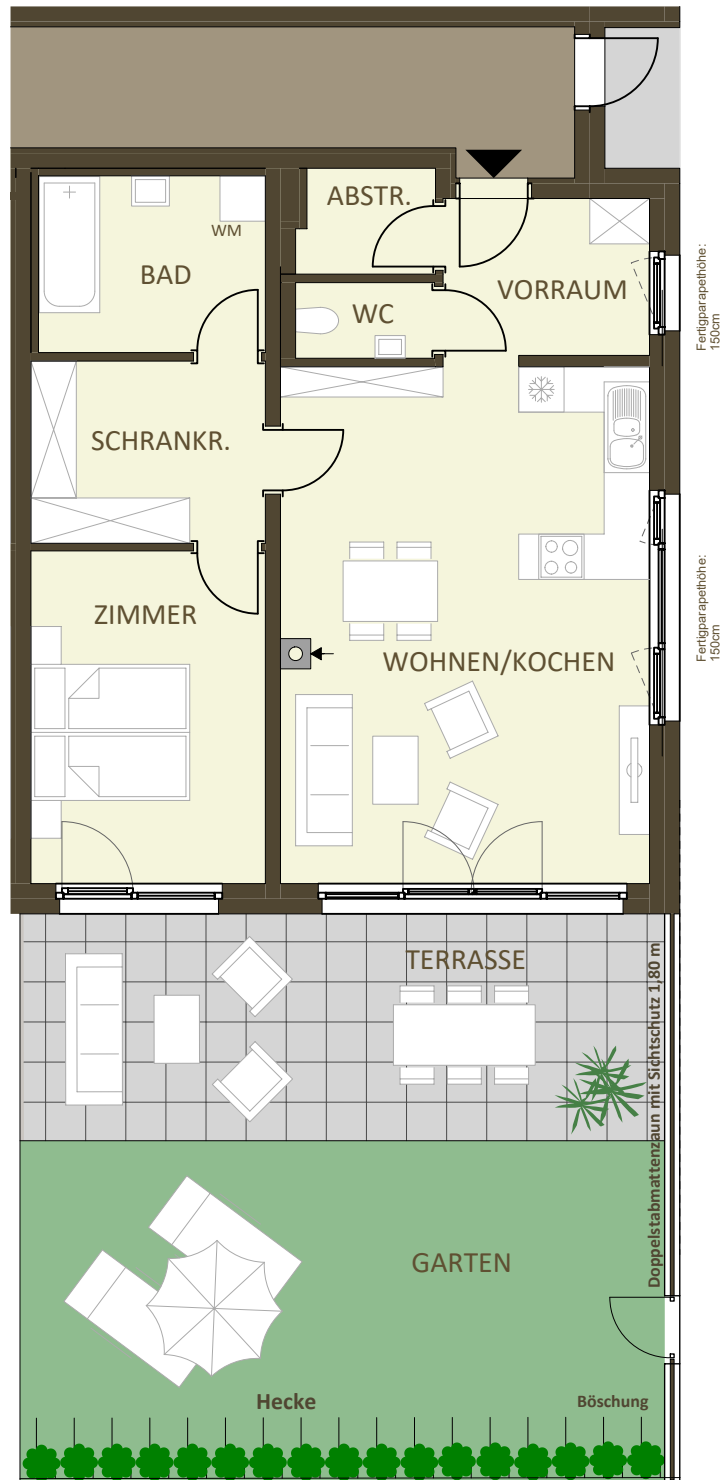 ABSTR.
WM
BAD
VORRAUM
WC
Fertigparapethöhe:
150cm
SCHRANKR.
ZIMMER
WOHNEN/KOCHEN
Fertigparapethöhe:
150cm
TERRASSE
Doppelstabmattenzaun mit Sichtschutz 1,80 m
GARTEN
Hecke
Böschung